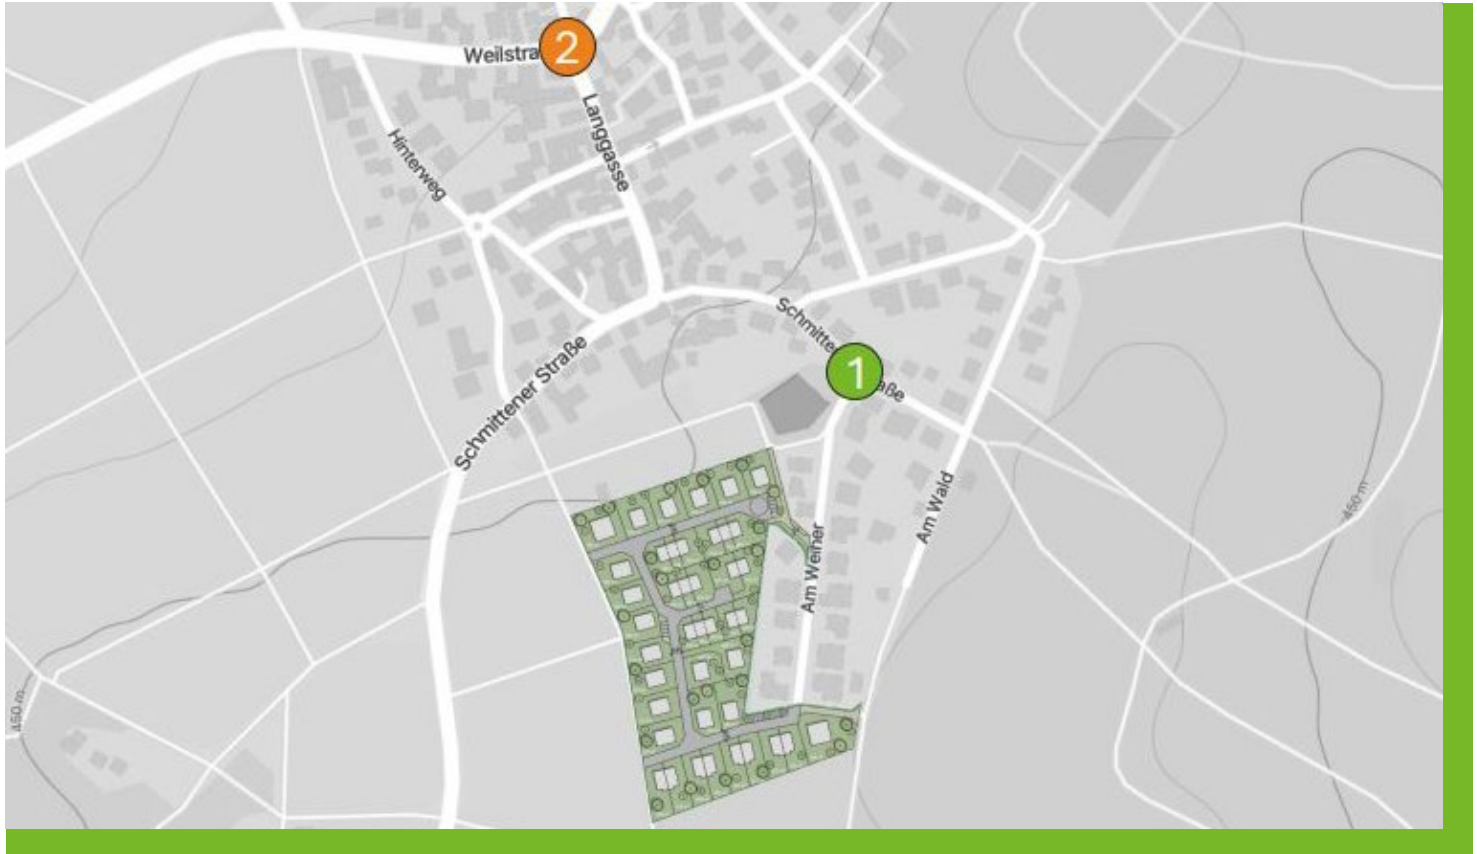 Weilstra
2
Langgasse
Hinterweg
Schmittener Straße
Schmitte
1
aße
Am Weiher
Am Wald
450 m
450 m